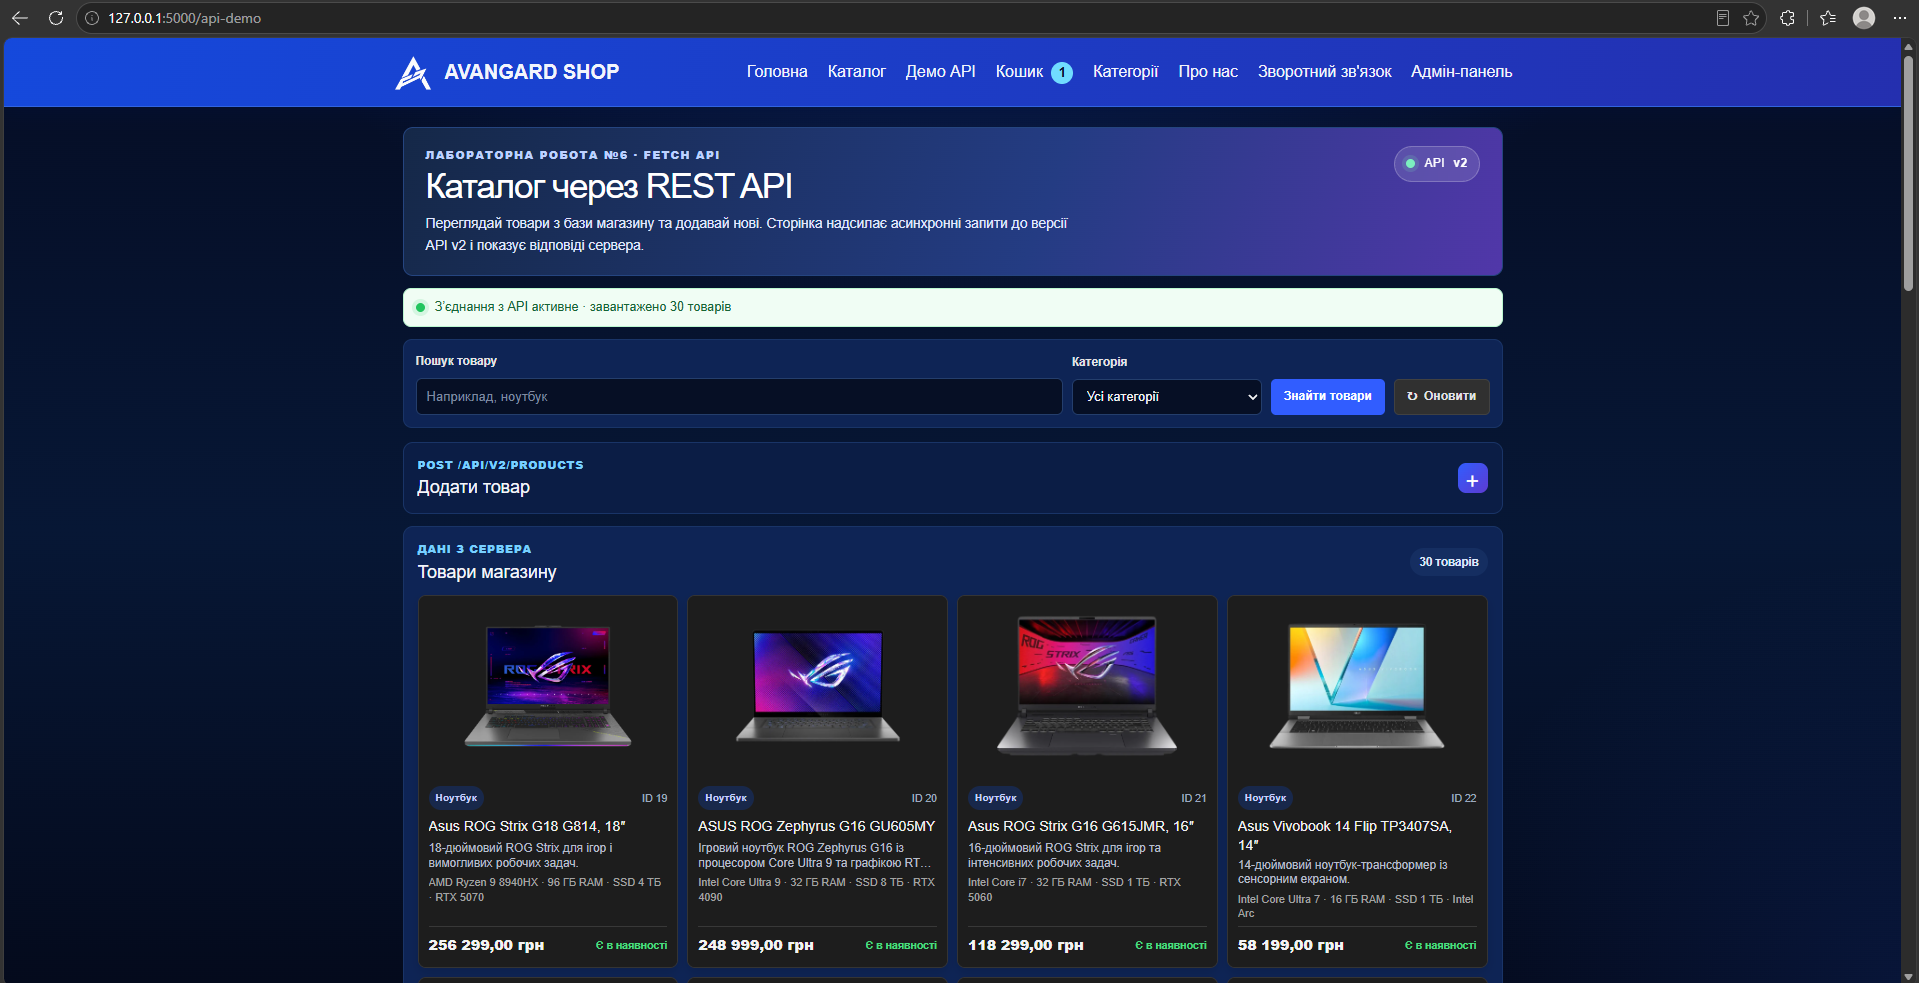 127.0.0.1:5000/api-demo
AVANGARD SHOP
Головна Каталог Демо API Кошик 1 Категорії Про нас Зворотний зв'язок Адмін-панель
ЛАБОРАТОРНА РОБОТА №6 · FETCH API
API v2
Каталог через REST API
Переглядай товари з бази магазину та додавай нові. Сторінка надсилає асинхронні запити до версії
API v2 і показує відповіді сервера.
З'єднання з API активне · завантажено 30 товарів
Пошук товару
Категорія
Наприклад, ноутбук
Усі категорії
Знайти товари
↻ Оновити
POST /API/V2/PRODUCTS
Додати товар
+
ДАНІ З СЕРВЕРА
Товари магазину
30 товарів
Ноутбук ID 19
Asus ROG Strix G18 G814, 18″
18-дюймовий ROG Strix для ігор і
вимогливих робочих задач.
AMD Ryzen 9 8940HX · 96 ГБ RAM · SSD 4 ТБ
· RTX 5070
256 299,00 грн Є в наявності
Ноутбук ID 20
ASUS ROG Zephyrus G16 GU605MY
Ігровий ноутбук ROG Zephyrus G16 із
процесором Core Ultra 9 та графікою RT…
Intel Core Ultra 9 · 32 ГБ RAM · SSD 8 ТБ · RTX
4090
248 999,00 грн Є в наявності
ROG
STRIX
Ноутбук ID 21
Asus ROG Strix G16 G615JMR, 16″
16-дюймовий ROG Strix для ігор та
інтенсивних робочих задач.
Intel Core i7 · 32 ГБ RAM · SSD 1 ТБ · RTX
5060
118 299,00 грн Є в наявності
Ноутбук ID 22
Asus Vivobook 14 Flip TP3407SA,
14″
14-дюймовий ноутбук-трансформер із
сенсорним екраном.
Intel Core Ultra 7 · 16 ГБ RAM · SSD 1 ТБ · Intel
Arc
58 199,00 грн Є в наявності